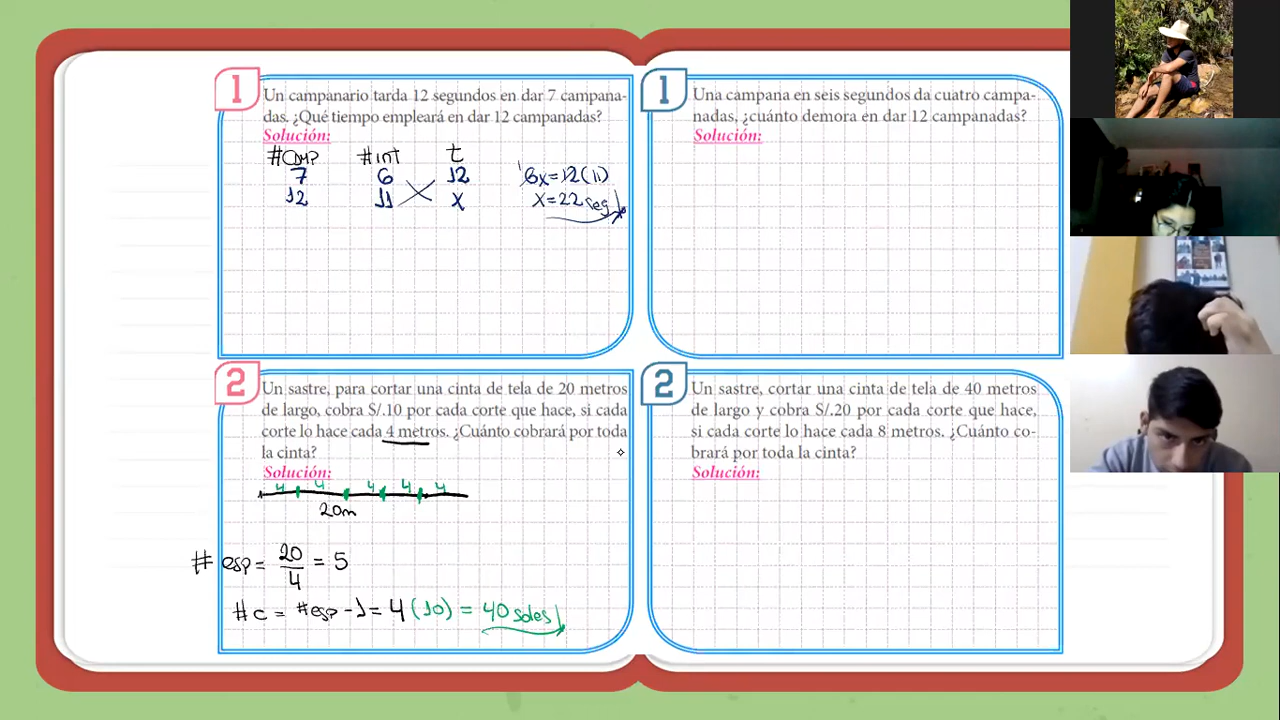 1
Un campanario tarda 12 segundos en dar 7 campana-
das. ¿Qué tiempo empleará en dar 12 campanadas?
Solución:
#Cmp #Int t
7 6 12 6x=12(11)
12 11 x x=22 seg
2
Un sastre, para cortar una cinta de tela de 20 metros
de largo, cobra S/.10 por cada corte que hace, si cada
corte lo hace cada 4 metros. ¿Cuánto cobrará por toda
la cinta?
Solución:
4 4 4 4 4
20m
# esp = 20/4 = 5
# c = #esp - 1 = 4 (10) = 40 soles
1
Una campana en seis segundos da cuatro campa-
nadas, ¿cuánto demora en dar 12 campanadas?
Solución:
2
Un sastre, cortar una cinta de tela de 40 metros
de largo y cobra S/.20 por cada corte que hace,
si cada corte lo hace cada 8 metros. ¿Cuánto co-
brará por toda la cinta?
Solución: